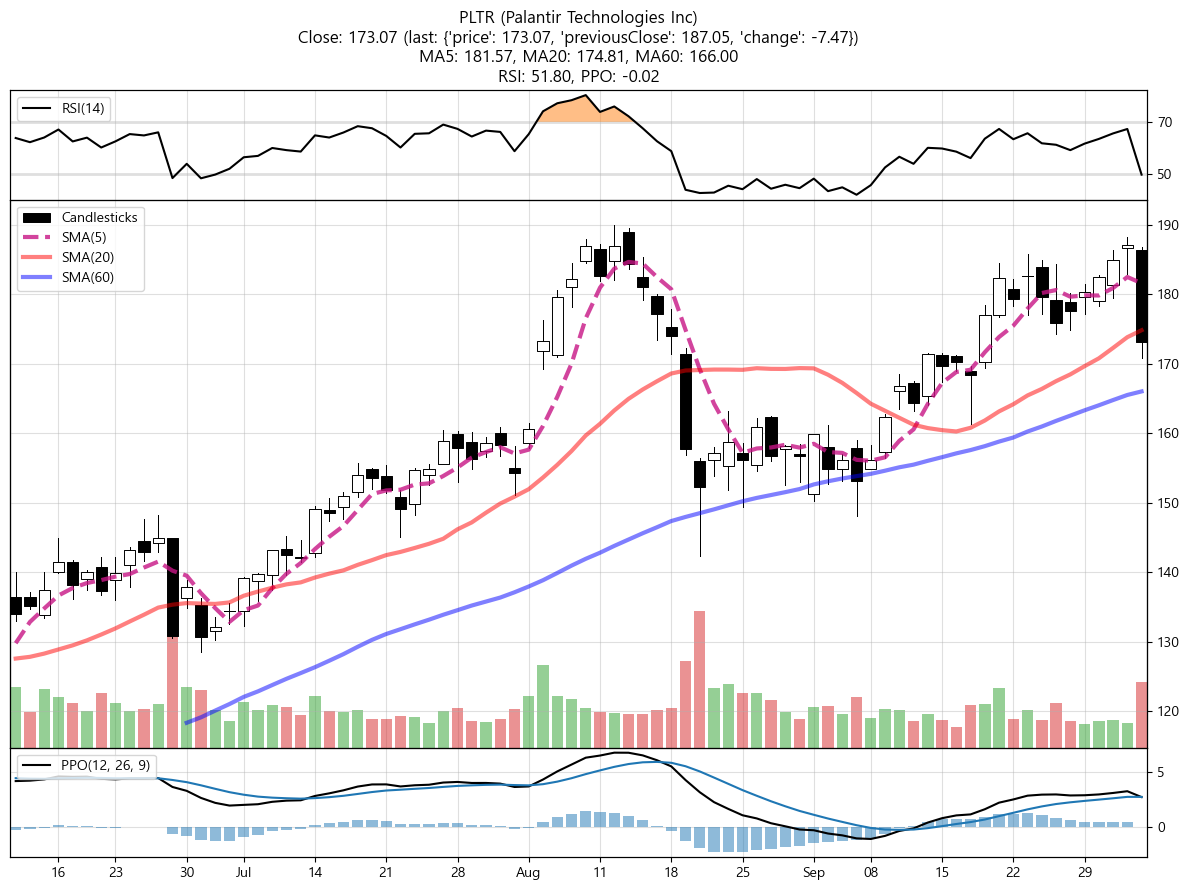 PLTR (Palantir Technologies Inc)
Close: 173.07 (last: {'price': 173.07, 'previousClose': 187.05, 'change': -7.47})
MA5: 181.57, MA20: 174.81, MA60: 166.00
RSI: 51.80, PPO: -0.02
RSI(14)
70
50
Candlesticks
SMA(5)
SMA(20)
SMA(60)
190
180
170
160
150
140
130
120
PPO(12, 26, 9)
5
0
16 23 30 Jul 14 21 28 Aug 11 18 25 Sep 08 15 22 29